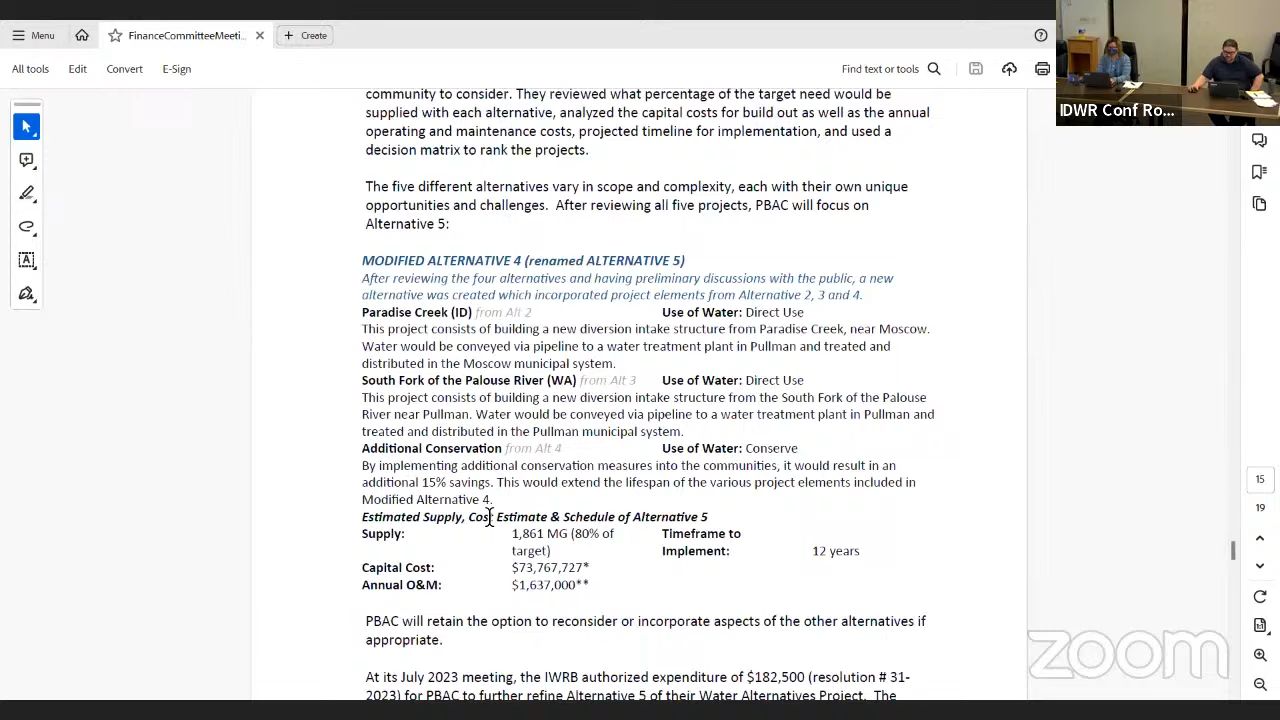 Menu
FinanceCommitteeMeeti...
Create
All tools
Edit
Convert
E-Sign
Find text or tools
IDWR Conf Ro...
community to consider. They reviewed what percentage of the target need would be
supplied with each alternative, analyzed the capital costs for build out as well as the annual
operating and maintenance costs, projected timeline for implementation, and used a
decision matrix to rank the projects.
The five different alternatives vary in scope and complexity, each with their own unique
opportunities and challenges. After reviewing all five projects, PBAC will focus on
Alternative 5:
MODIFIED ALTERNATIVE 4 (renamed ALTERNATIVE 5)
After reviewing the four alternatives and having preliminary discussions with the public, a new
alternative was created which incorporated project elements from Alternative 2, 3 and 4.
Paradise Creek (ID) from Alt 2 Use of Water: Direct Use
This project consists of building a new diversion intake structure from Paradise Creek, near Moscow.
Water would be conveyed via pipeline to a water treatment plant in Pullman and treated and
distributed in the Moscow municipal system.
South Fork of the Palouse River (WA) from Alt 3 Use of Water: Direct Use
This project consists of building a new diversion intake structure from the South Fork of the Palouse
River near Pullman. Water would be conveyed via pipeline to a water treatment plant in Pullman and
treated and distributed in the Pullman municipal system.
Additional Conservation from Alt 4 Use of Water: Conserve
By implementing additional conservation measures into the communities, it would result in an
additional 15% savings. This would extend the lifespan of the various project elements included in
Modified Alternative 4.
Estimated Supply, Cost Estimate & Schedule of Alternative 5
Supply: 1,861 MG (80% of Timeframe to
target) Implement: 12 years
Capital Cost: $73,767,727*
Annual O&M: $1,637,000**
PBAC will retain the option to reconsider or incorporate aspects of the other alternatives if
appropriate.
At its July 2023 meeting, the IWRB authorized expenditure of $182,500 (resolution # 31-
2023) for PBAC to further refine Alternative 5 of their Water Alternatives Project. The
15
19
zoom